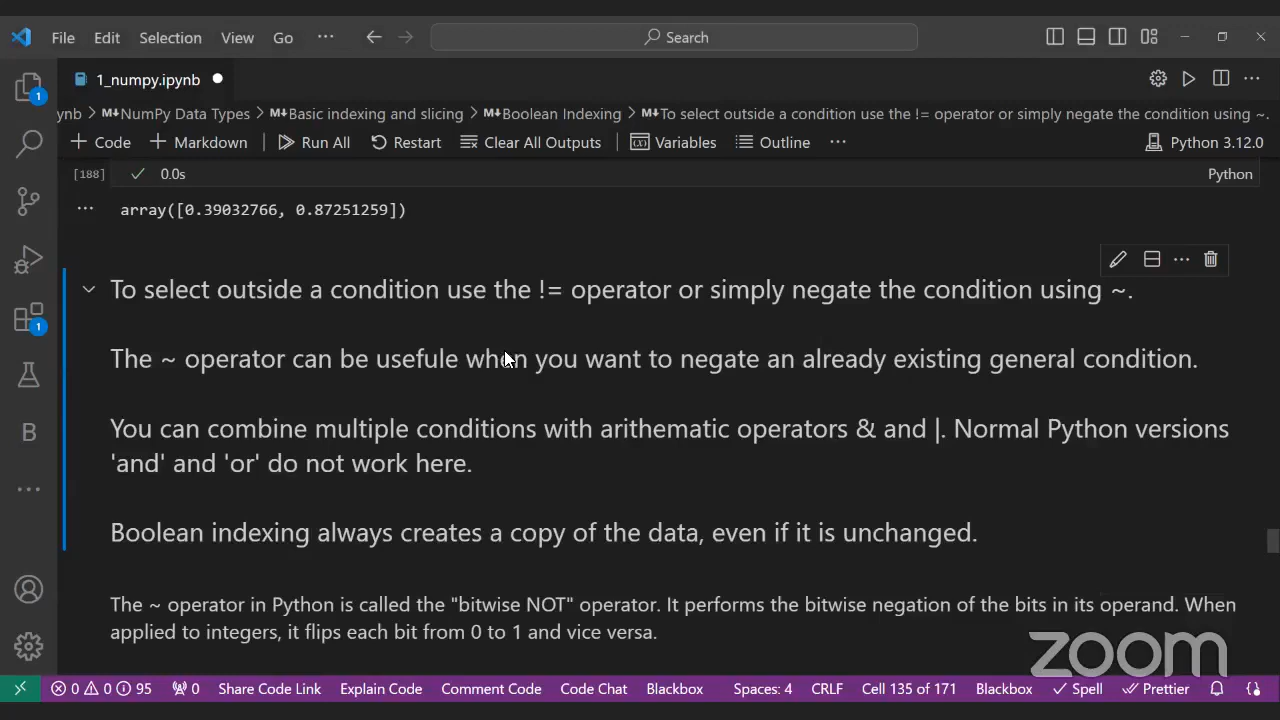 File Edit Selection View Go ··· Search
1_numpy.ipynb
ynb > NumPy Data Types > Basic indexing and slicing > Boolean Indexing > To select outside a condition use the != operator or simply negate the condition using ~.
+ Code + Markdown Run All Restart Clear All Outputs Variables Outline ··· Python 3.12.0
[188] 0.0s Python
··· array([0.39032766, 0.87251259])
To select outside a condition use the != operator or simply negate the condition using ~.
The ~ operator can be usefule when you want to negate an already existing general condition.
You can combine multiple conditions with arithematic operators & and |. Normal Python versions
'and' and 'or' do not work here.
Boolean indexing always creates a copy of the data, even if it is unchanged.
The ~ operator in Python is called the "bitwise NOT" operator. It performs the bitwise negation of the bits in its operand. When
applied to integers, it flips each bit from 0 to 1 and vice versa.
zoom
1
1
B
0 0 95 0 Share Code Link Explain Code Comment Code Code Chat Blackbox Spaces: 4 CRLF Cell 135 of 171 Blackbox Spell Prettier